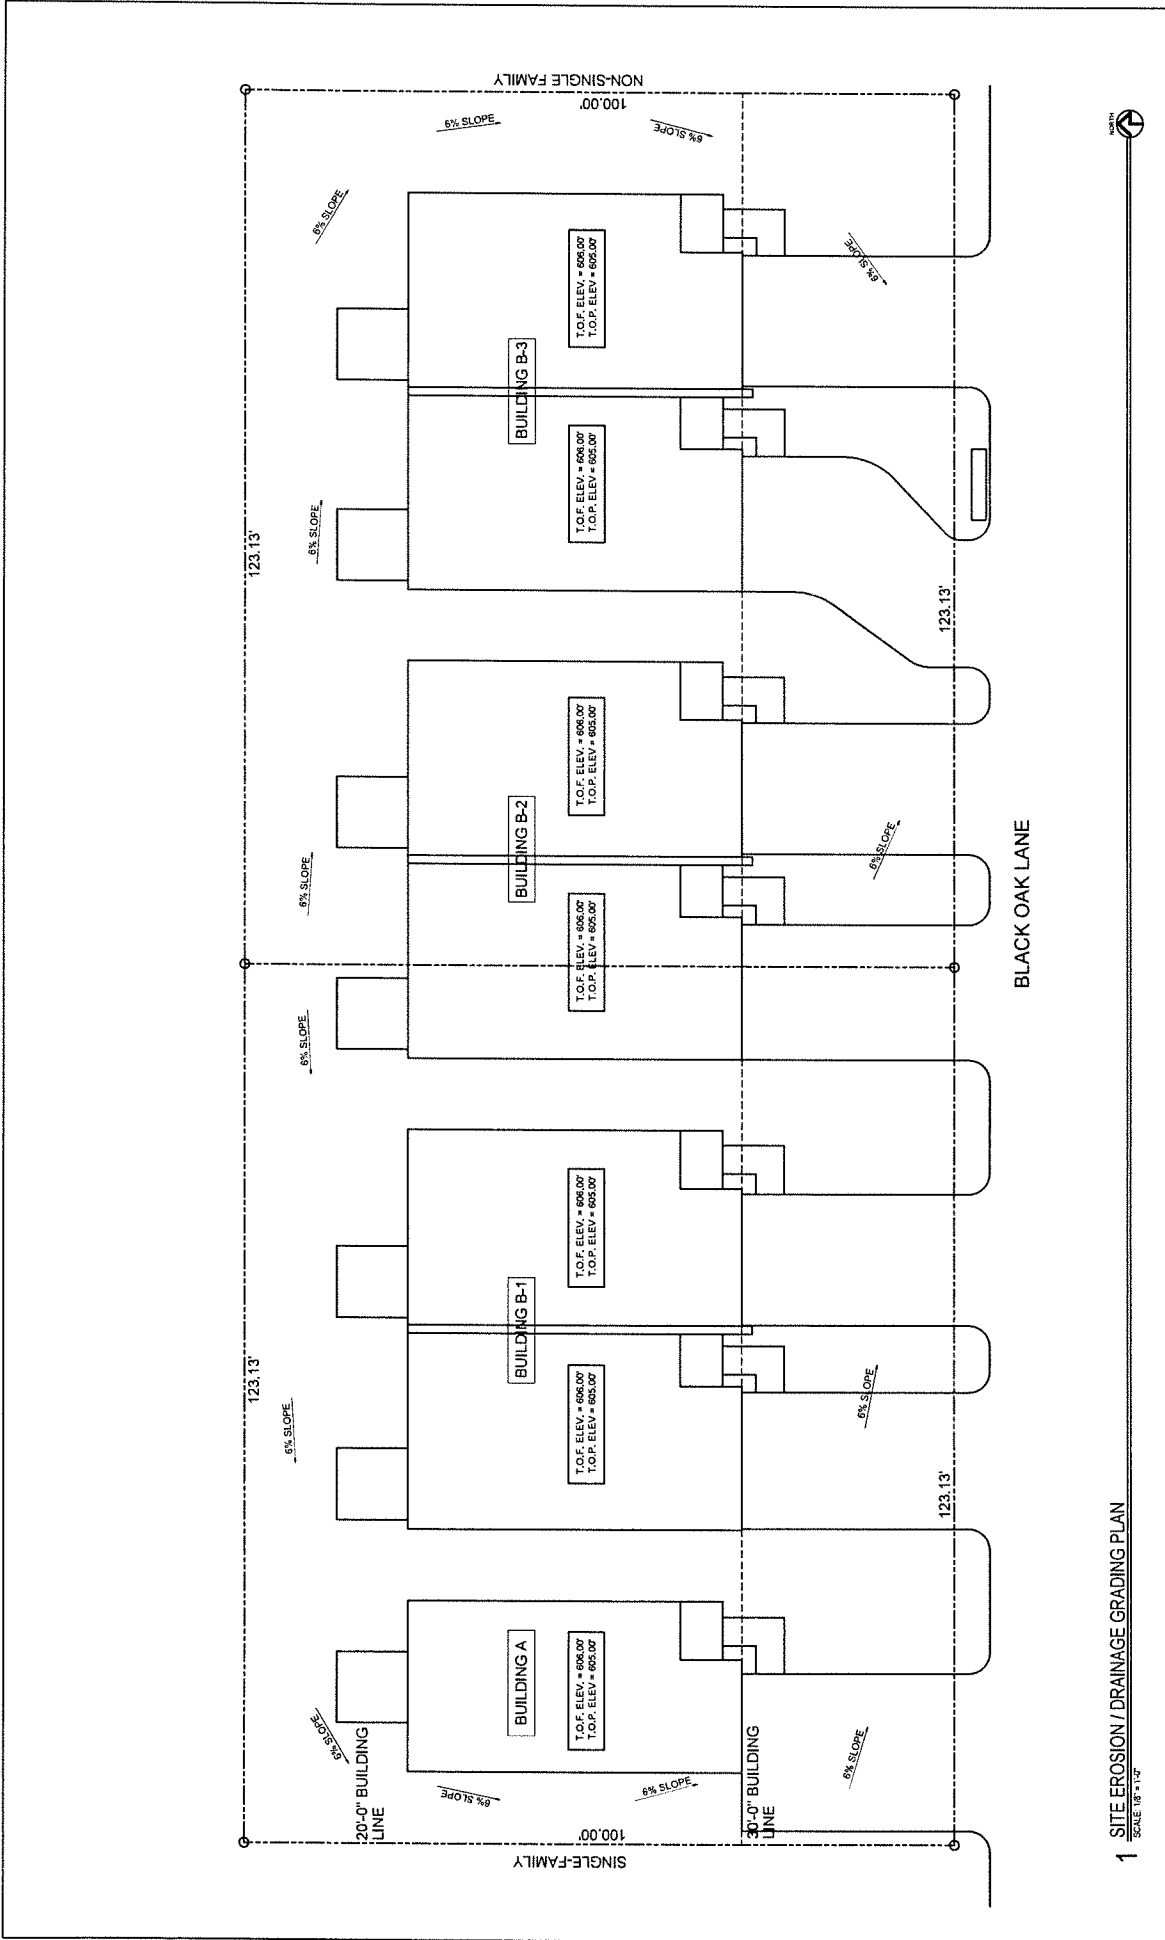 NON-SINGLE FAMILY
100.00'
6% SLOPE
6% SLOPE
6% SLOPE
6% SLOPE
T.O.F. ELEV. = 606.00'
T.O.P. ELEV = 605.00'
BUILDING B-3
T.O.F. ELEV. = 606.00'
T.O.P. ELEV = 605.00'
6% SLOPE
123.13'
123.13'
T.O.F. ELEV. = 606.00'
T.O.P. ELEV = 605.00'
BUILDING B-2
T.O.F. ELEV. = 606.00'
T.O.P. ELEV = 605.00'
6% SLOPE
6% SLOPE
6% SLOPE
BLACK OAK LANE
T.O.F. ELEV. = 606.00'
T.O.P. ELEV = 605.00'
BUILDING B-1
T.O.F. ELEV. = 606.00'
T.O.P. ELEV = 605.00'
123.13'
6% SLOPE
6% SLOPE
123.13'
BUILDING A
T.O.F. ELEV. = 606.00'
T.O.P. ELEV = 605.00'
6% SLOPE
20'-0" BUILDING
LINE
6% SLOPE
6% SLOPE
30'-0" BUILDING
LINE
6% SLOPE
100.00'
SINGLE-FAMILY
NORTH
1 SITE EROSION / DRAINAGE GRADING PLAN
SCALE: 1/8" = 1'-0"